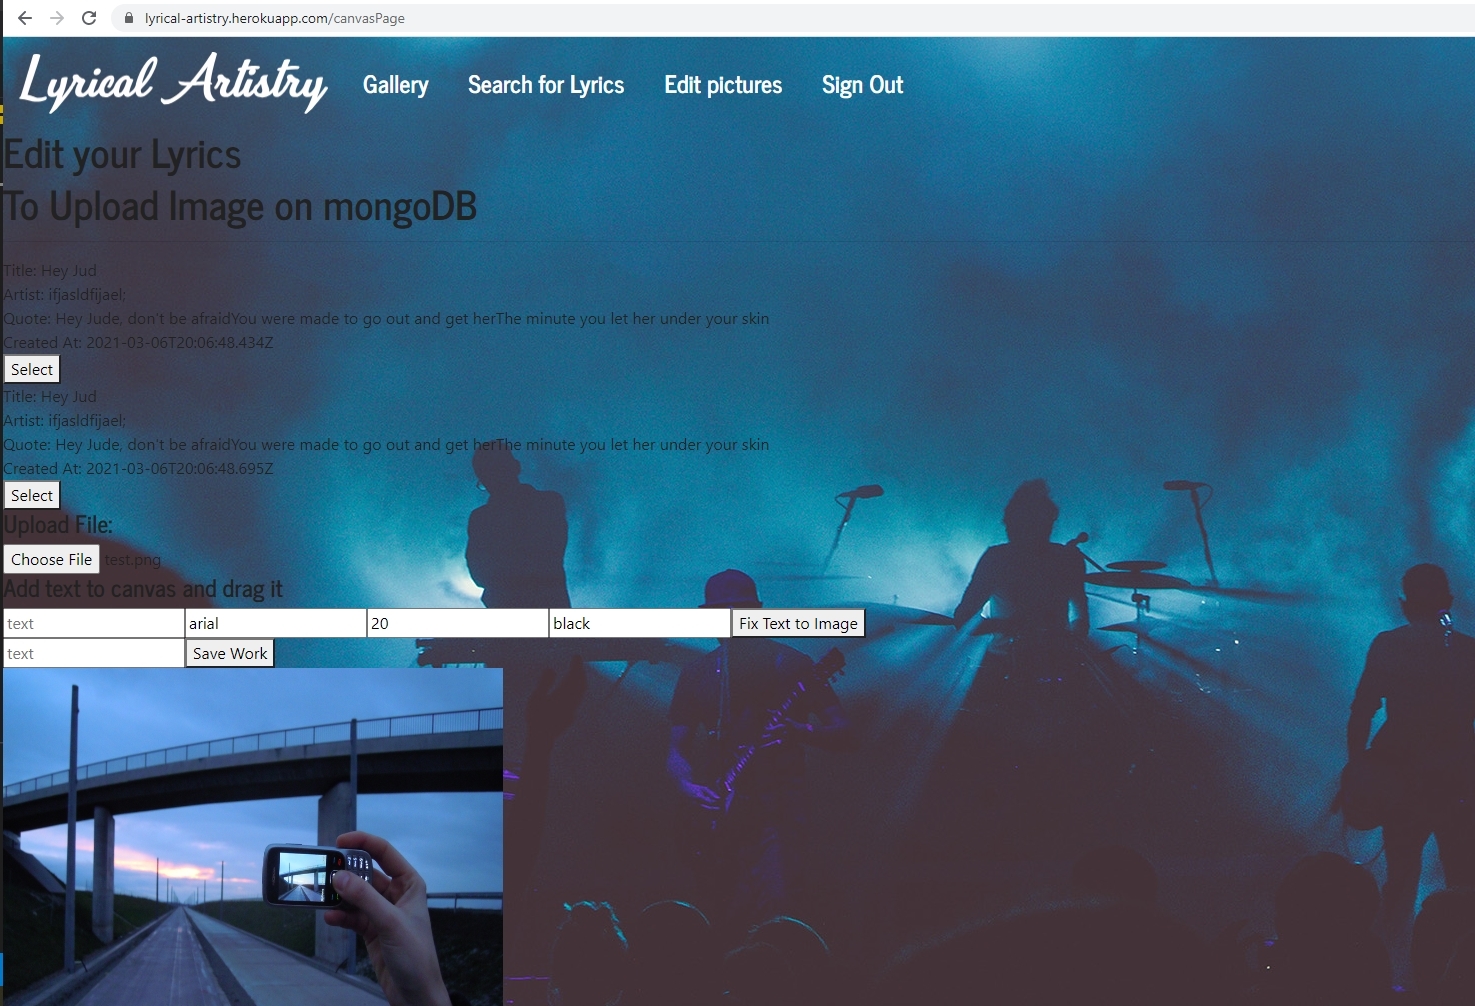 lyrical-artistry.herokuapp.com/canvasPage
Lyrical Artistry Gallery Search for Lyrics Edit pictures Sign Out
Edit your Lyrics
To Upload Image on mongoDB
Title: Hey Jud
Artist: ifjasldfijael;
Quote: Hey Jude, don't be afraidYou were made to go out and get herThe minute you let her under your skin
Created At: 2021-03-06T20:06:48.434Z
Select
Title: Hey Jud
Artist: ifjasldfijael;
Quote: Hey Jude, don't be afraidYou were made to go out and get herThe minute you let her under your skin
Created At: 2021-03-06T20:06:48.695Z
Select
Upload File:
Choose File test.png
Add text to canvas and drag it
text arial 20 black Fix Text to Image
text Save Work